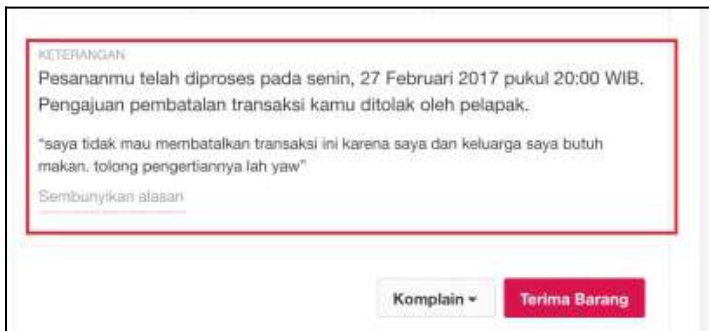 KETERANGAN
Pesananmu telah diproses pada senin, 27 Februari 2017 pukul 20:00 WIB.
Pengajuan pembatalan transaksi kamu ditolak oleh pelapak.
"saya tidak mau membatalkan transaksi ini karena saya dan keluarga saya butuh
makan. tolong pengertiannya lah yaw"
Sembunyikan alasan
Komplain
Terima Barang